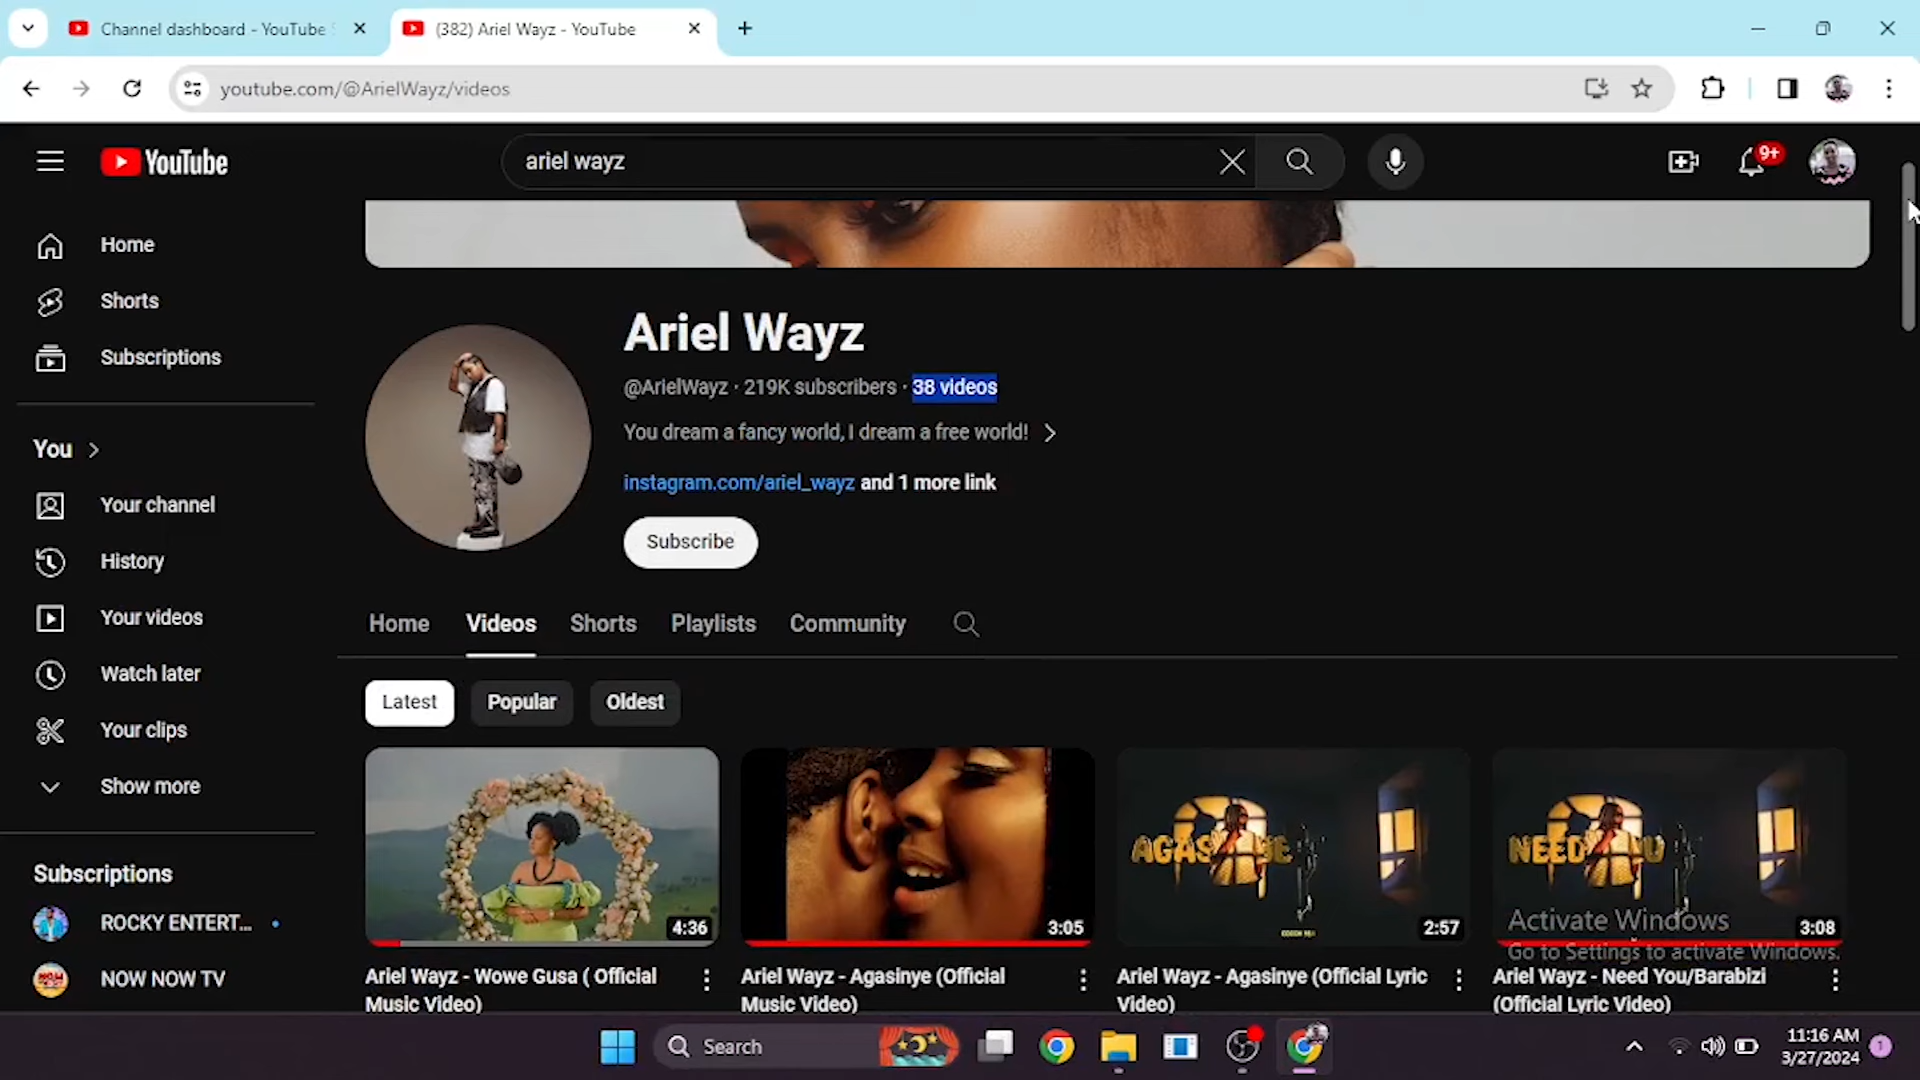 Channel dashboard - YouTube
(382) Ariel Wayz - YouTube
youtube.com/@ArielWayz/videos
YouTube
ariel wayz
9+
Home
Shorts
Subscriptions
You
Your channel
History
Your videos
Watch later
Your clips
Show more
Subscriptions
ROCKY ENTERT...
NOW NOW TV
Ariel Wayz
@ArielWayz · 219K subscribers · 38 videos
You dream a fancy world, I dream a free world!
instagram.com/ariel_wayz and 1 more link
Subscribe
Home Videos Shorts Playlists Community
Latest Popular Oldest
4:36
Ariel Wayz - Wowe Gusa ( Official
Music Video)
3:05
Ariel Wayz - Agasinye (Official
Music Video)
2:57
Ariel Wayz - Agasinye (Official Lyric
Video)
3:08
Ariel Wayz - Need You/Barabizi
(Official Lyric Video)
Activate Windows
Go to Settings to activate Windows.
Search
11:16 AM
3/27/2024
1